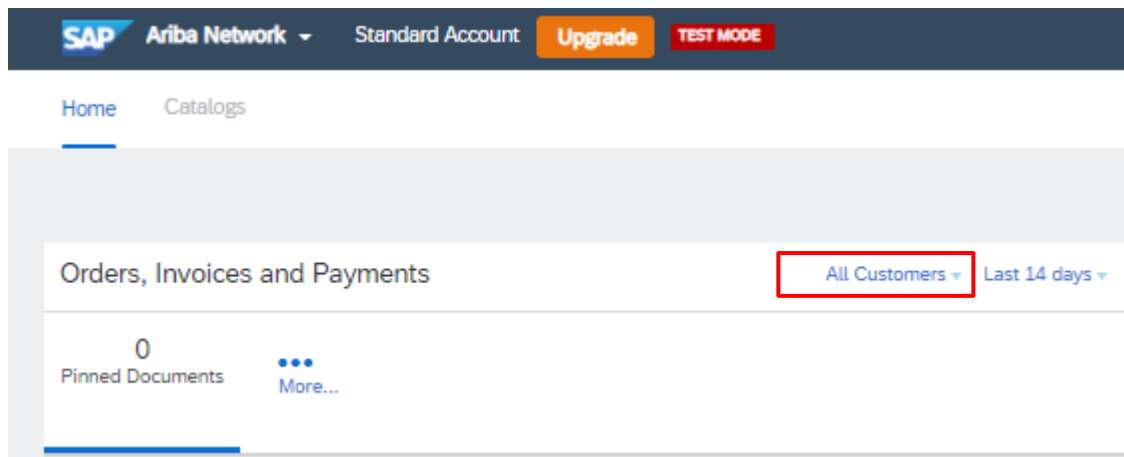 SAP Ariba Network Standard Account Upgrade TEST MODE
Home Catalogs
Orders, Invoices and Payments All Customers Last 14 days
0
Pinned Documents
More...